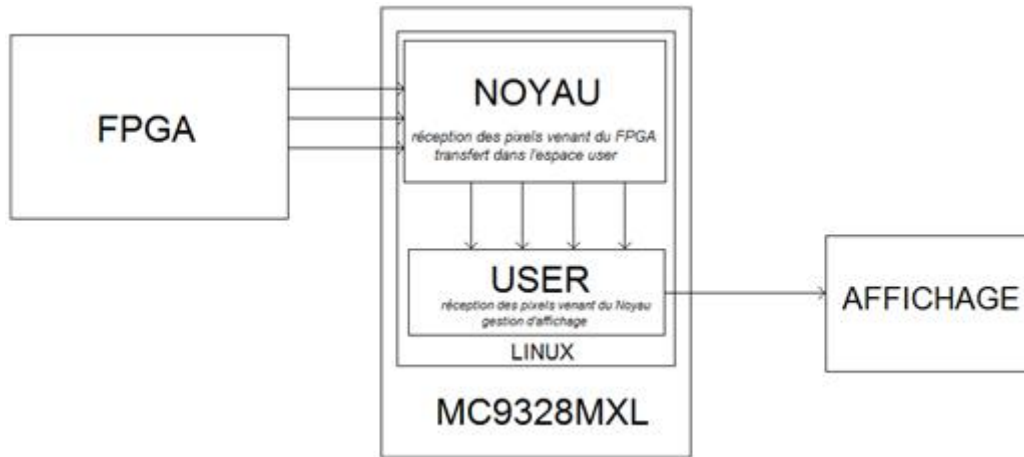 FPGA
NOYAU
réception des pixels venant du FPGA
transfert dans l'espace user
USER
réception des pixels venant du Noyau
gestion d'affichage
LINUX
MC9328MXL
AFFICHAGE